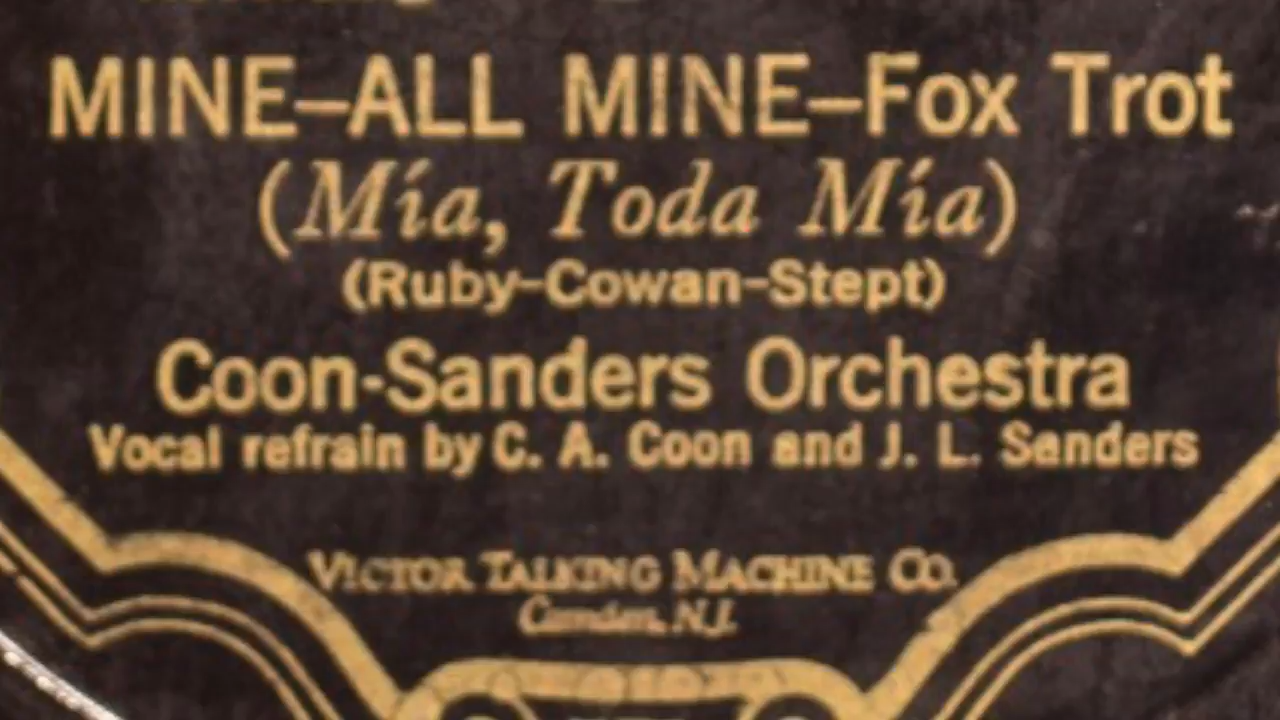 MINE–ALL MINE–Fox Trot
(Mía, Toda Mía)
(Ruby-Cowan-Stept)
Coon-Sanders Orchestra
Vocal refrain by C. A. Coon and J. L. Sanders
VICTOR TALKING MACHINE CO.
Camden, N.J.